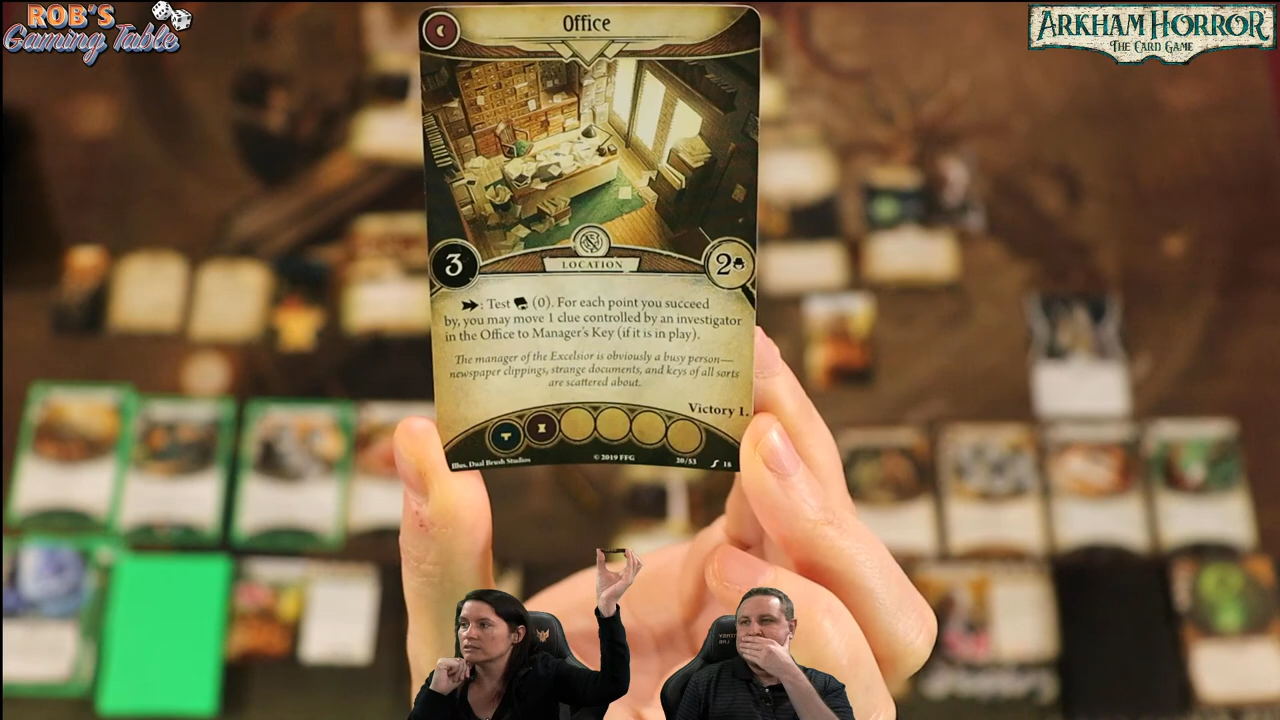 ROB'S
Gaming Table
ARKHAM HORROR
THE CARD GAME
Office
3
2
LOCATION
: Test (0). For each point you succeed
by, you may move 1 clue controlled by an investigator
in the Office to Manager's Key (if it is in play).
The manager of the Excelsior is obviously a busy person—
newspaper clippings, strange documents, and keys of all sorts
are scattered about.
Victory 1.
Illus. Dual Brush Studios
© 2019 FFG
20/53
18